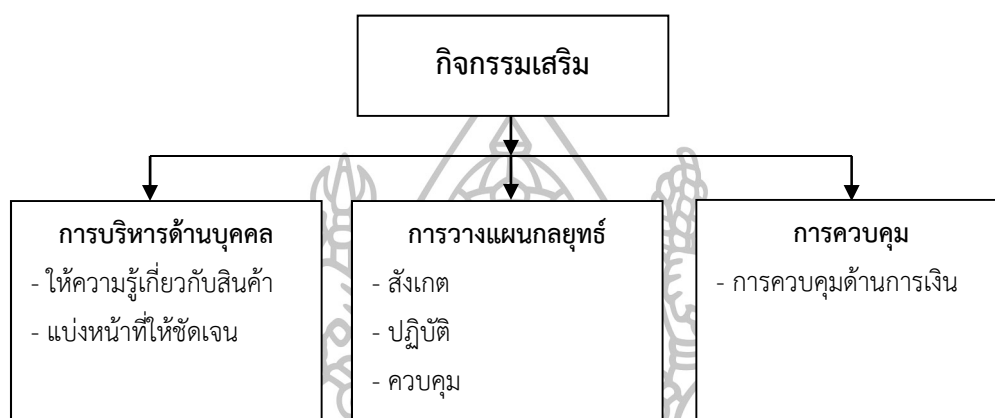 กิจกรรมเสริม
การบริหารด้านบุคคล
- ให้ความรู้เกี่ยวกับสินค้า
- แบ่งหน้าที่ให้ชัดเจน
การวางแผนกลยุทธ์
- สังเกต
- ปฏิบัติ
- ควบคุม
การควบคุม
- การควบคุมด้านการเงิน